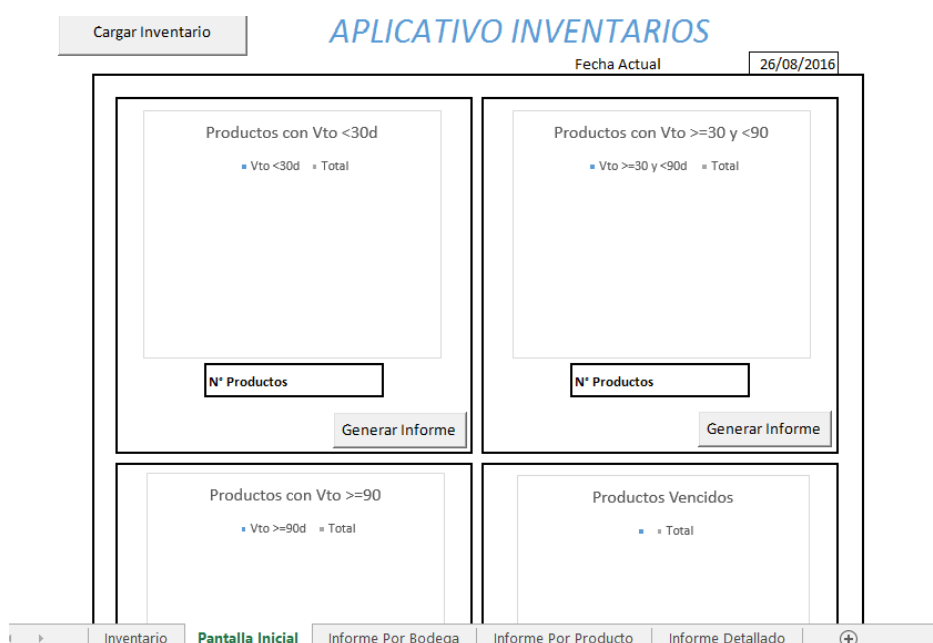 Cargar Inventario
APLICATIVO INVENTARIOS
Fecha Actual
26/08/2016
Productos con Vto <30d
Vto <30d Total
N° Productos
Generar Informe
Productos con Vto >=30 y <90
Vto >=30 y <90d Total
N° Productos
Generar Informe
Productos con Vto >=90
Vto >=90d Total
Productos Vencidos
Total
Inventario
Pantalla Inicial
Informe Por Bodega
Informe Por Producto
Informe Detallado